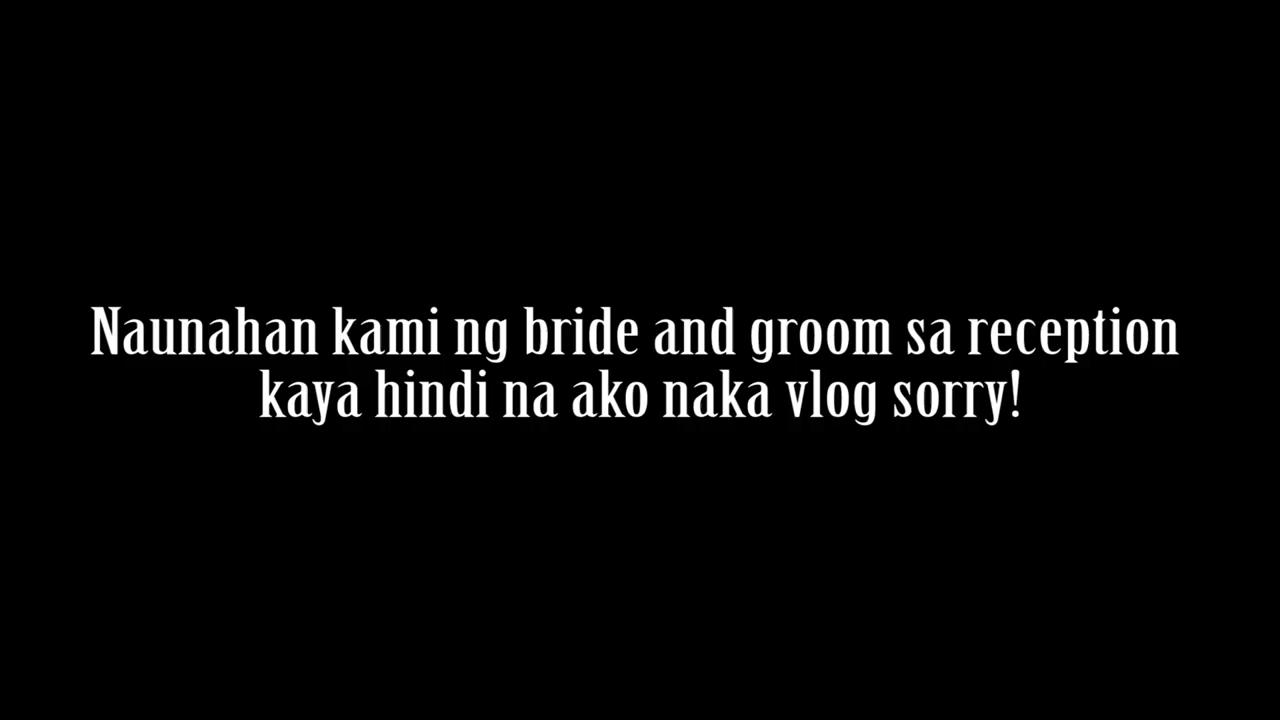 Naunahan kami ng bride and groom sa reception
kaya hindi na ako naka vlog sorry!